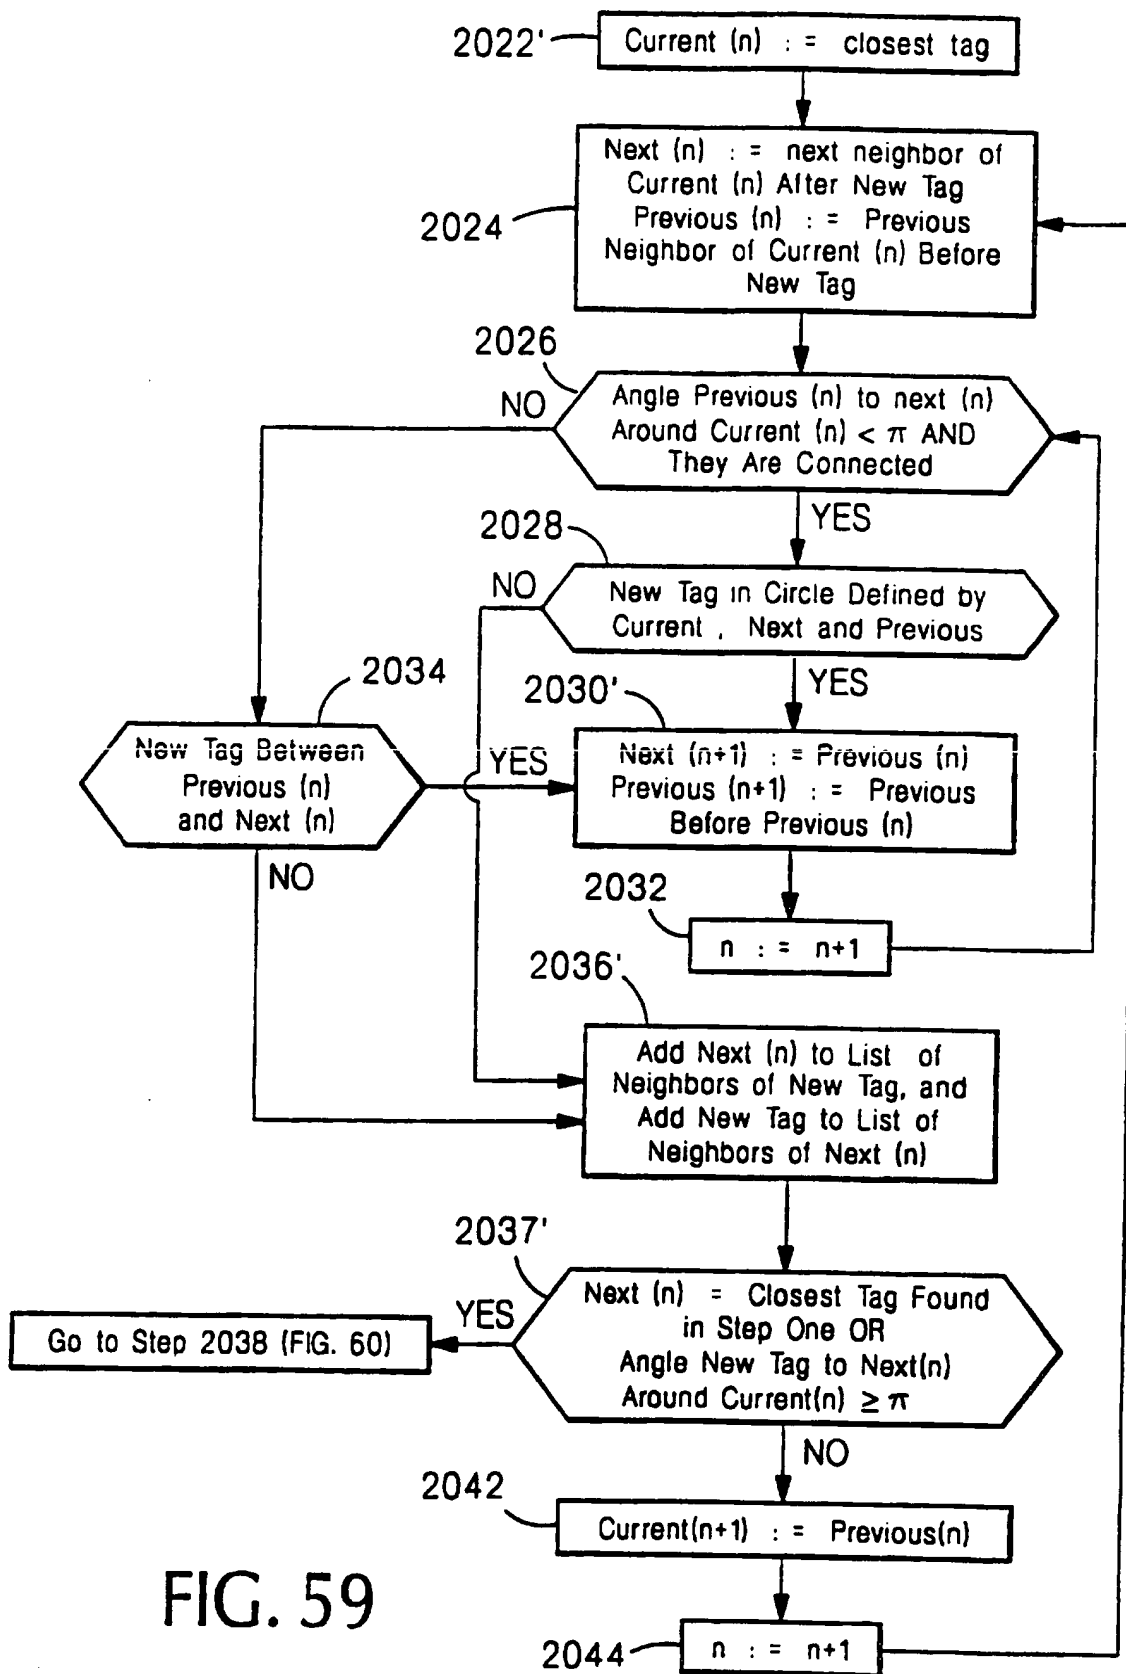 2022'
Current (n) := closest tag
2024
Next (n) := next neighbor of
Current (n) After New Tag
Previous (n) := Previous
Neighbor of Current (n) Before
New Tag
2026
NO
Angle Previous (n) to next (n)
Around Current (n) < π AND
They Are Connected
YES
2028
NO
New Tag in Circle Defined by
Current , Next and Previous
YES
2034
New Tag Between
Previous (n)
and Next (n)
YES
NO
2030'
Next (n+1) := Previous (n)
Previous (n+1) := Previous
Before Previous (n)
2032
n := n+1
2036'
Add Next (n) to List of
Neighbors of New Tag, and
Add New Tag to List of
Neighbors of Next (n)
2037'
YES
Next (n) = Closest Tag Found
in Step One OR
Angle New Tag to Next(n)
Around Current(n) ≥ π
Go to Step 2038 (FIG. 60)
NO
2042
Current(n+1) := Previous(n)
2044
n := n+1
FIG. 59